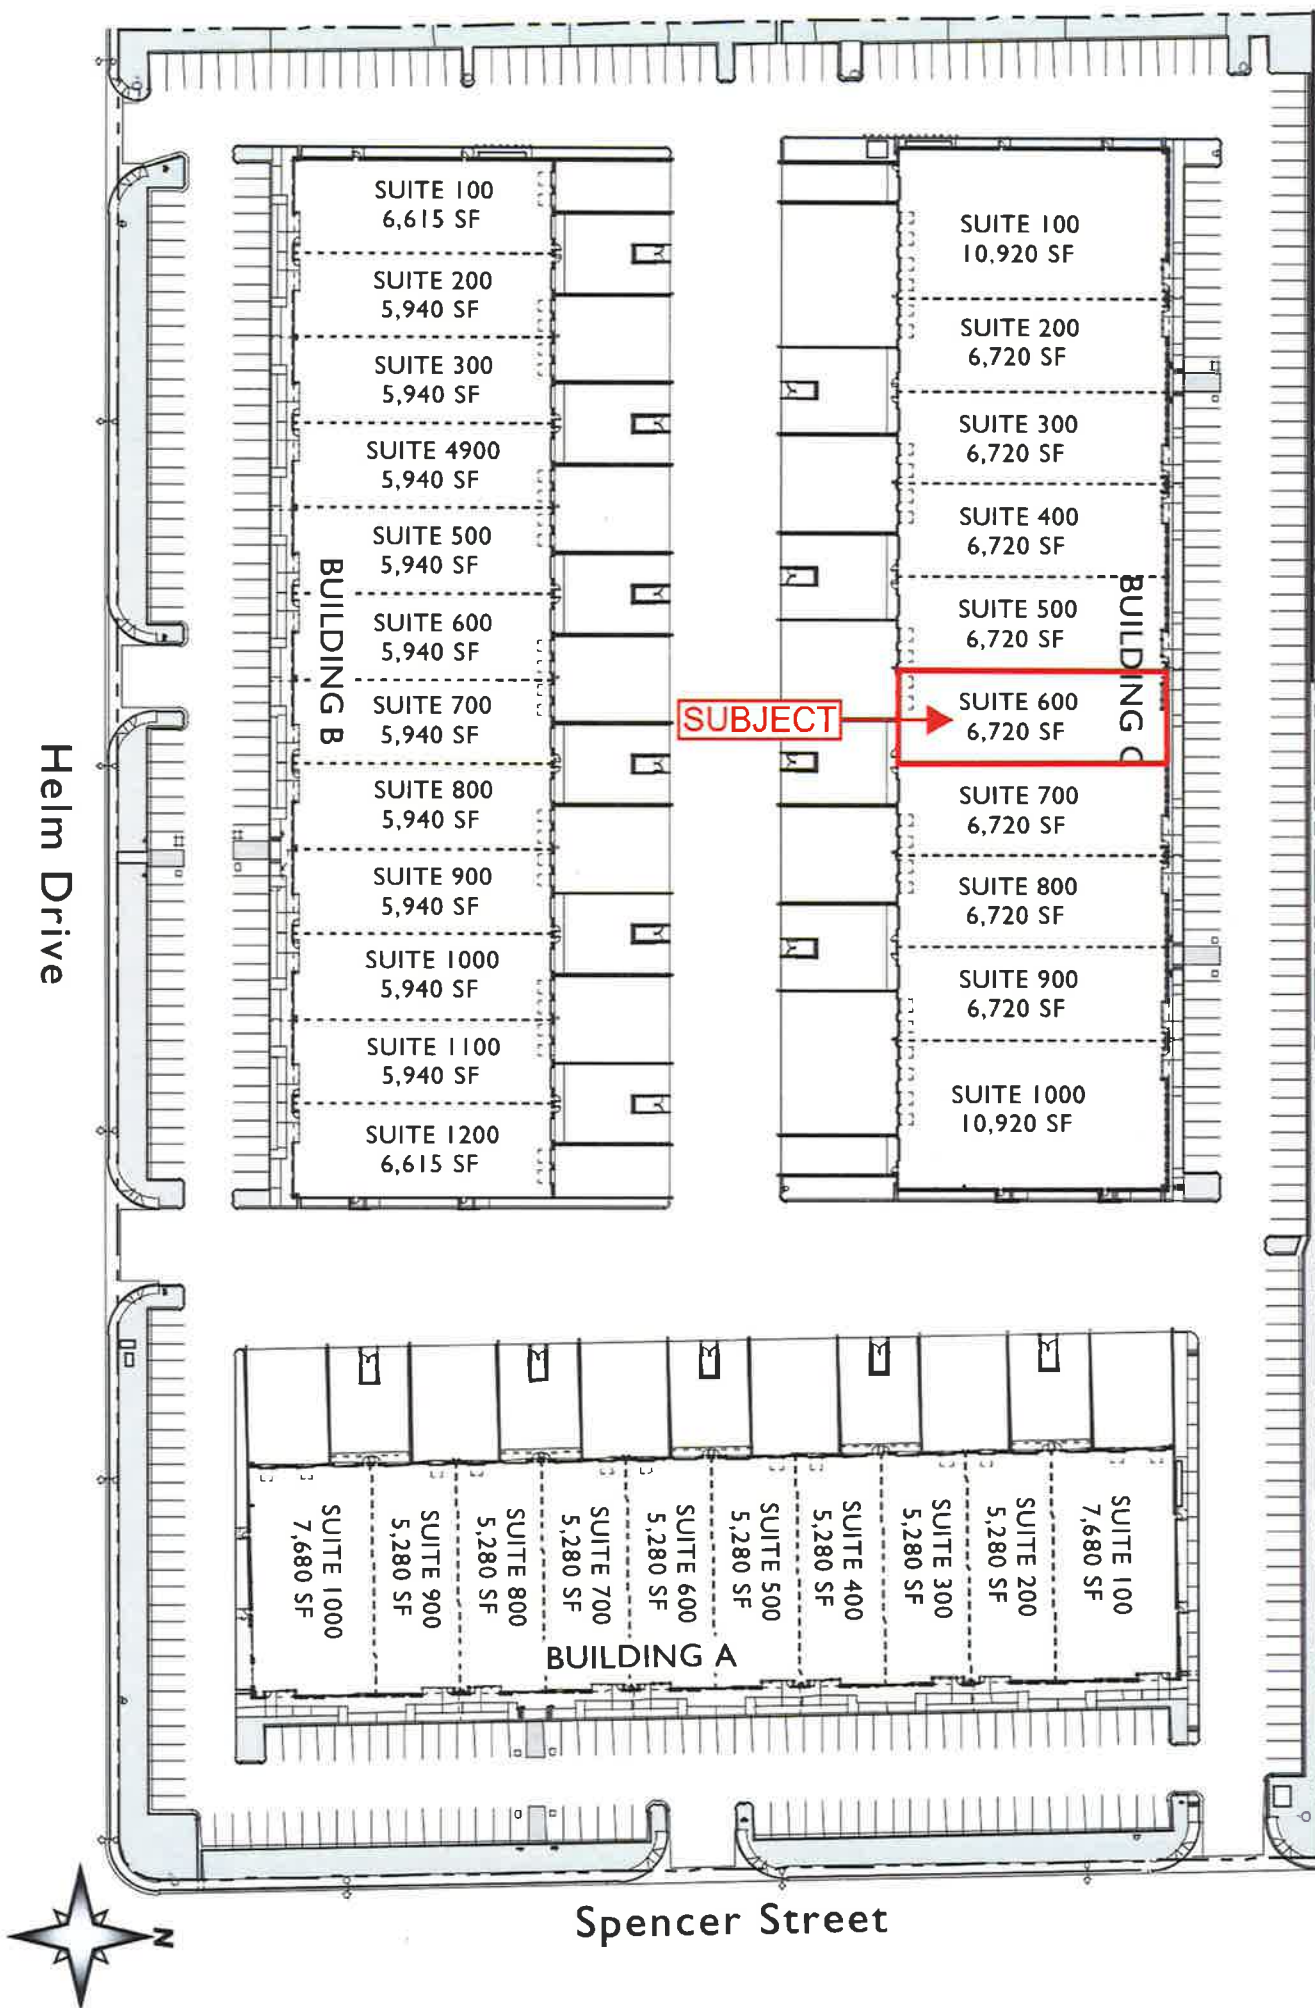 SUITE 100
6,615 SF
SUITE 200
5,940 SF
SUITE 300
5,940 SF
SUITE 4900
5,940 SF
SUITE 500
5,940 SF
SUITE 600
5,940 SF
SUITE 700
5,940 SF
SUITE 800
5,940 SF
SUITE 900
5,940 SF
SUITE 1000
5,940 SF
SUITE 1100
5,940 SF
SUITE 1200
6,615 SF
BUILDING B
SUITE 100
10,920 SF
SUITE 200
6,720 SF
SUITE 300
6,720 SF
SUITE 400
6,720 SF
SUITE 500
6,720 SF
SUBJECT
SUITE 600
6,720 SF
SUITE 700
6,720 SF
SUITE 800
6,720 SF
SUITE 900
6,720 SF
SUITE 1000
10,920 SF
BUILDING C
Helm Drive
SUITE 1000
7,680 SF
SUITE 900
5,280 SF
SUITE 800
5,280 SF
SUITE 700
5,280 SF
SUITE 600
5,280 SF
SUITE 500
5,280 SF
SUITE 400
5,280 SF
SUITE 300
5,280 SF
SUITE 200
5,280 SF
SUITE 100
7,680 SF
BUILDING A
Spencer Street
N